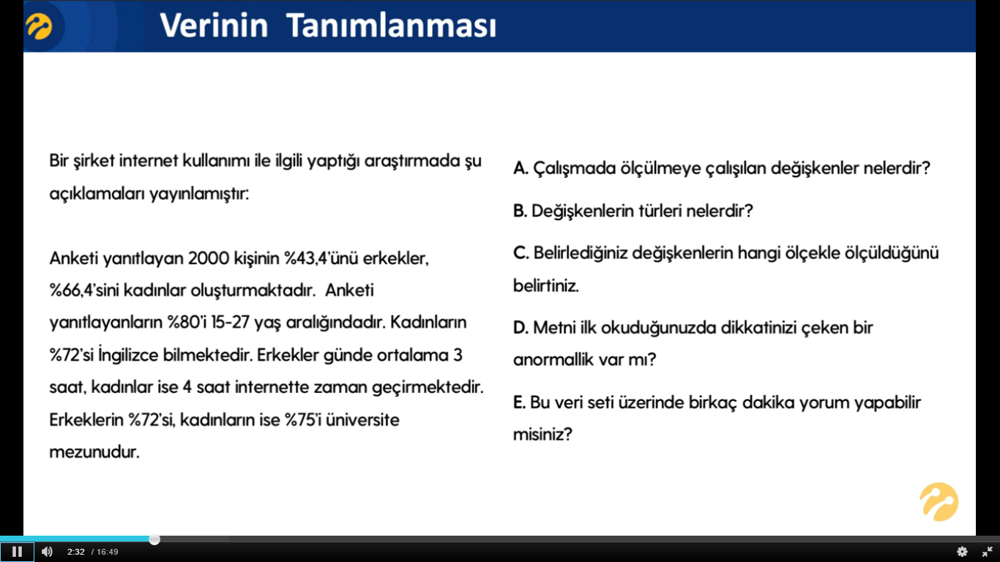 Verinin Tanımlanması
Bir şirket internet kullanımı ile ilgili yaptığı araştırmada şu
açıklamaları yayınlamıştır:
Anketi yanıtlayan 2000 kişinin %43,4'ünü erkekler,
%66,4'sini kadınlar oluşturmaktadır. Anketi
yanıtlayanların %80'i 15-27 yaş aralığındadır. Kadınların
%72'si İngilizce bilmektedir. Erkekler günde ortalama 3
saat, kadınlar ise 4 saat internette zaman geçirmektedir.
Erkeklerin %72'si, kadınların ise %75'i üniversite
mezunudur.
A. Çalışmada ölçülmeye çalışılan değişkenler nelerdir?
B. Değişkenlerin türleri nelerdir?
C. Belirlediğiniz değişkenlerin hangi ölçekle ölçüldüğünü
belirtiniz.
D. Metni ilk okuduğunuzda dikkatinizi çeken bir
anormallik var mı?
E. Bu veri seti üzerinde birkaç dakika yorum yapabilir
misiniz?
2:32 / 16:49